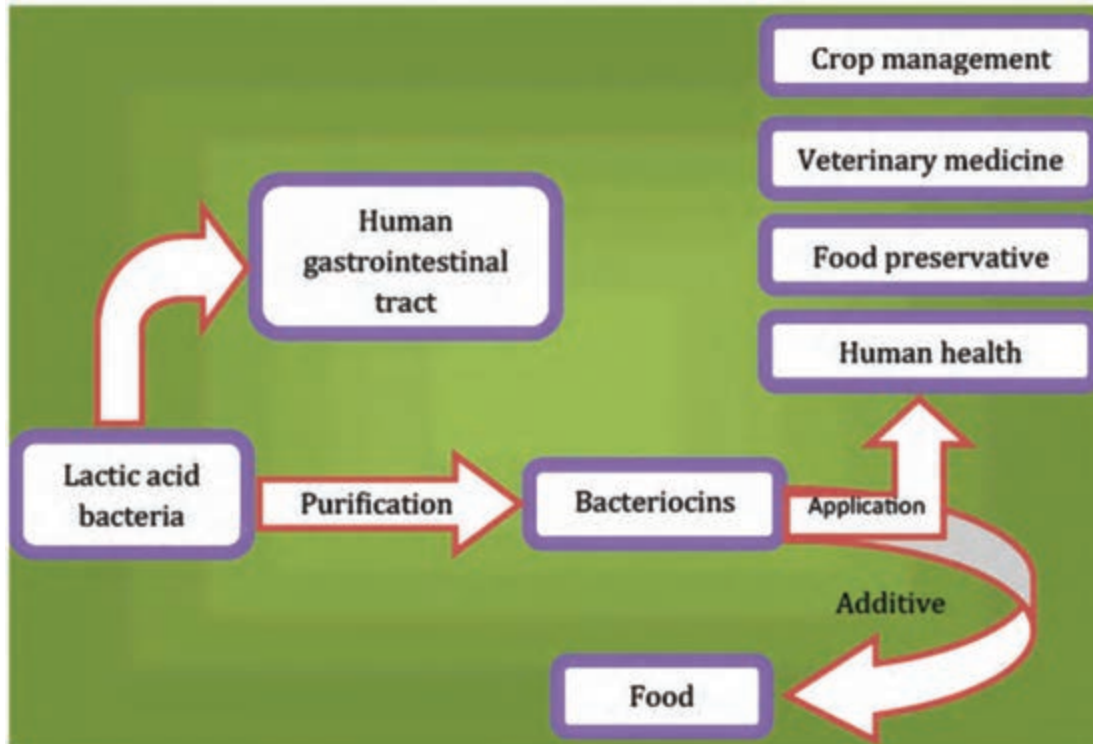 Crop management
Veterinary medicine
Food preservative
Human health
Human
gastrointestinal
tract
Lactic acid
bacteria
Purification
Bacteriocins
Application
Additive
Food